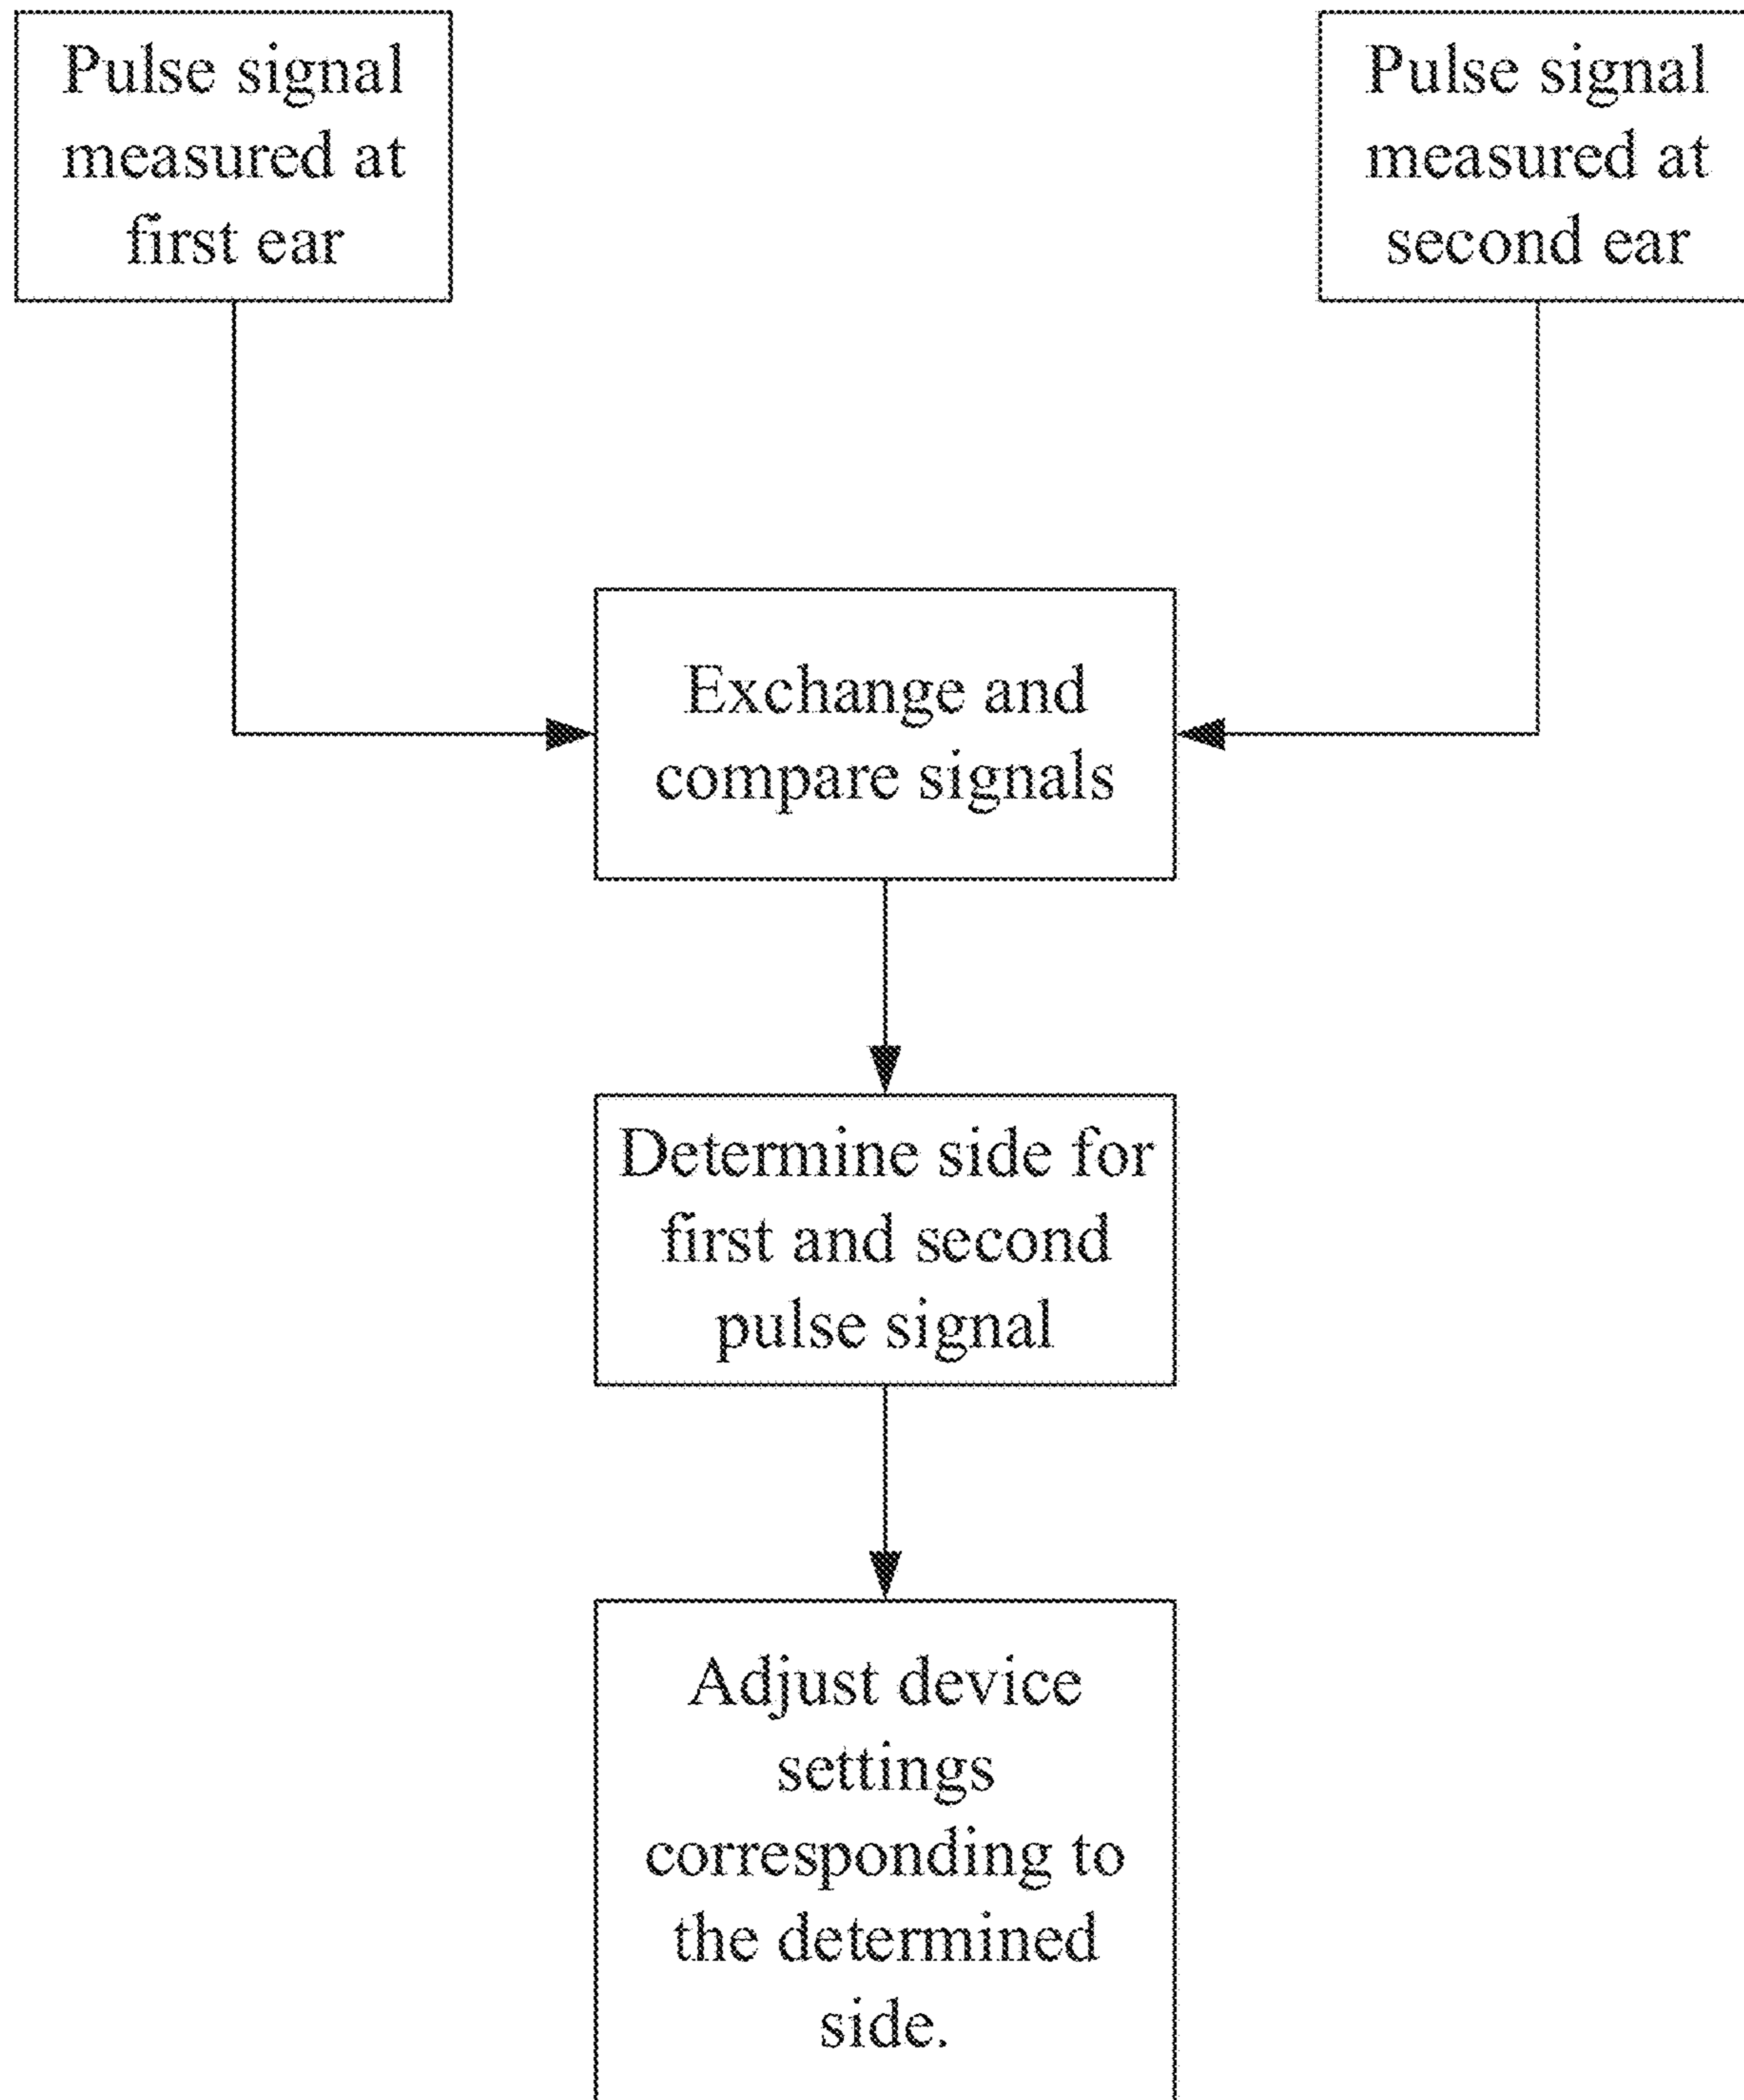 Pulse signal
measured at
first ear
Pulse signal
measured at
second ear
Exchange and
compare signals
Determine side for
first and second
pulse signal
Adjust device
settings
corresponding to
the determined
side.